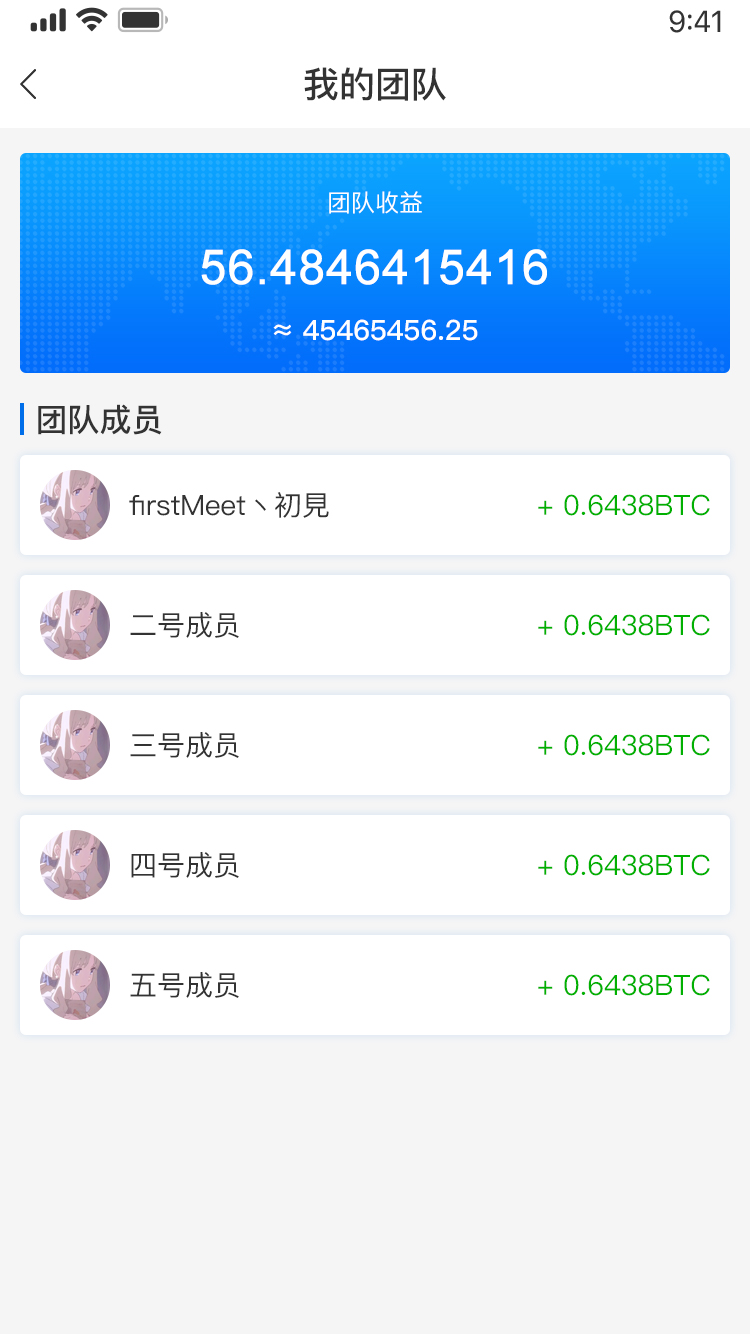 9:41
我的团队
团队收益
56.4846415416
≈ 45465456.25
团队成员
firstMeet丶初見 + 0.6438BTC
二号成员 + 0.6438BTC
三号成员 + 0.6438BTC
四号成员 + 0.6438BTC
五号成员 + 0.6438BTC